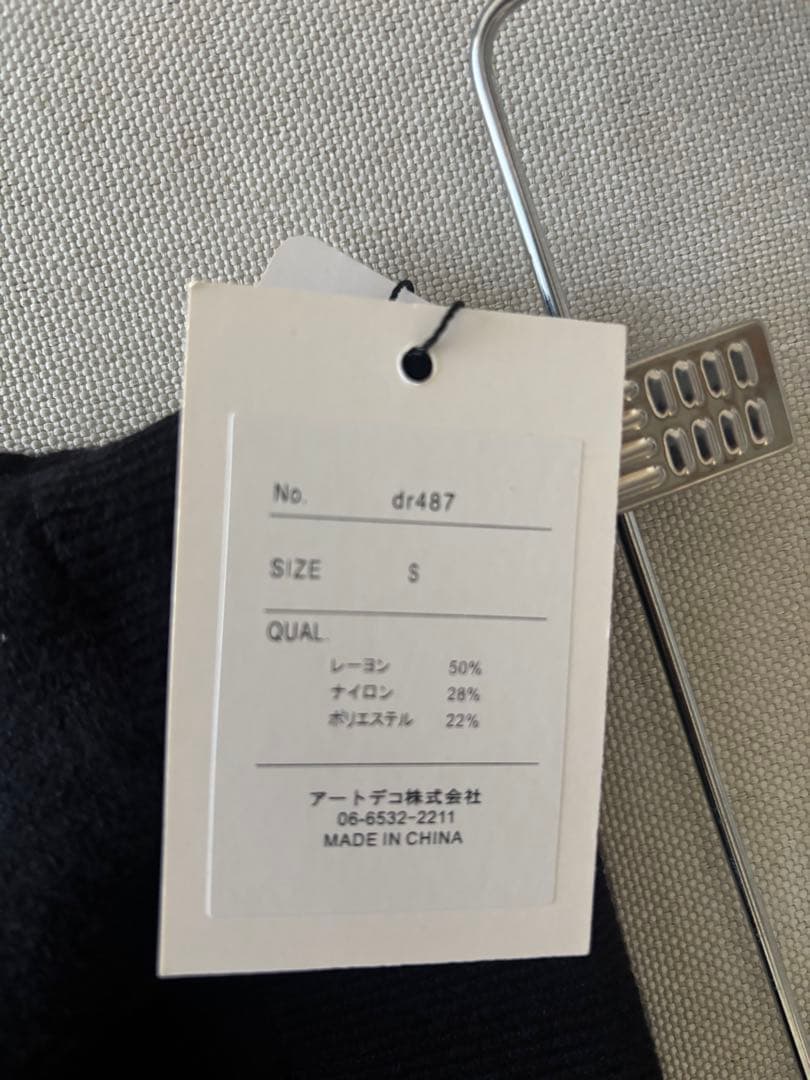 No. dr487
SIZE S
QUAL.
レーヨン 50%
ナイロン 28%
ポリエステル 22%
アートデコ株式会社
06-6532-2211
MADE IN CHINA